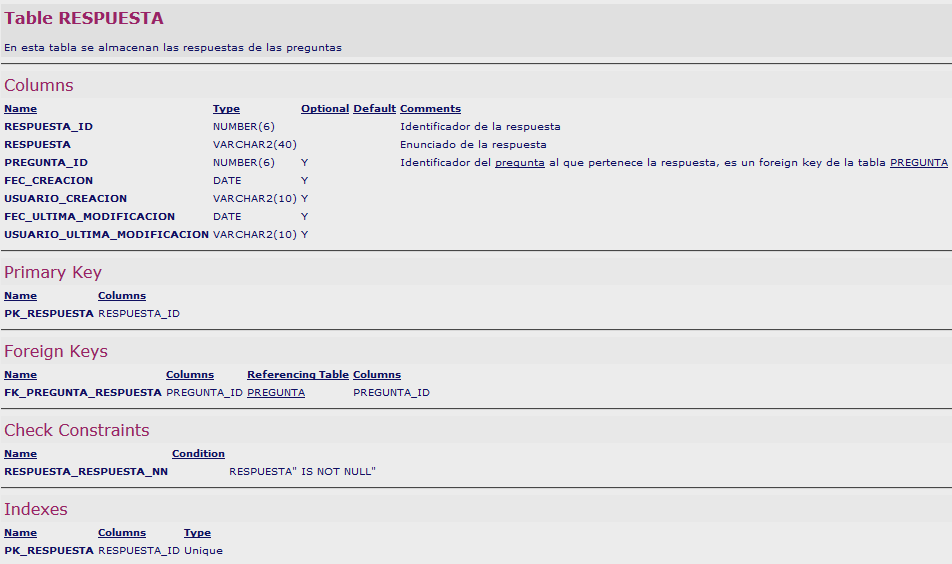 Table RESPUESTA
En esta tabla se almacenan las respuestas de las preguntas
Columns
Name Type Optional Default Comments
RESPUESTA_ID NUMBER(6) Identificador de la respuesta
RESPUESTA VARCHAR2(40) Enunciado de la respuesta
PREGUNTA_ID NUMBER(6) Y Identificador del pregunta al que pertenece la respuesta, es un foreign key de la tabla PREGUNTA
FEC_CREACION DATE Y
USUARIO_CREACION VARCHAR2(10) Y
FEC_ULTIMA_MODIFICACION DATE Y
USUARIO_ULTIMA_MODIFICACION VARCHAR2(10) Y
Primary Key
Name Columns
PK_RESPUESTA RESPUESTA_ID
Foreign Keys
Name Columns Referencing Table Columns
FK_PREGUNTA_RESPUESTA PREGUNTA_ID PREGUNTA PREGUNTA_ID
Check Constraints
Name Condition
RESPUESTA_RESPUESTA_NN RESPUESTA" IS NOT NULL"
Indexes
Name Columns Type
PK_RESPUESTA RESPUESTA_ID Unique